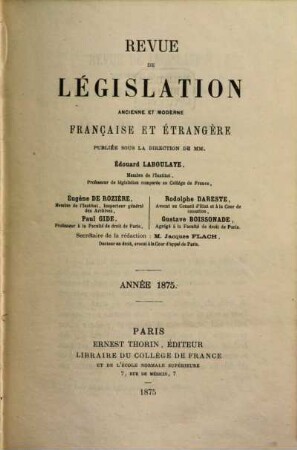 REVUE
DE
LÉGISLATION
ANCIENNE ET MODERNE
FRANÇAISE ET ÉTRANGÈRE
PUBLIÉE SOUS LA DIRECTION DE MM.
Édouard LABOULAYE,
Membre de l'Institut,
Professeur de législation comparée au Collége de France,
Eugène DE ROZIÈRE,
Membre de l'Institut, Inspecteur général
des Archives,
Paul GIDE,
Professeur à la Faculté de droit de Paris,
Rodolphe DARESTE,
Avocat au Conseil d'État et à la Cour de
cassation,
Gustave BOISSONADE,
Agrégé à la Faculté de droit de Paris.
Secrétaire de la rédaction : M. Jacques FLACH,
Docteur en droit, avocat à la Cour d'appel de Paris.
ANNÉE 1875.
PARIS
ERNEST THORIN, ÉDITEUR
LIBRAIRE DU COLLÉGE DE FRANCE
ET DE L'ÉCOLE NORMALE SUPÉRIEURE
7, RUE DE MÉDICIS, 7
1875